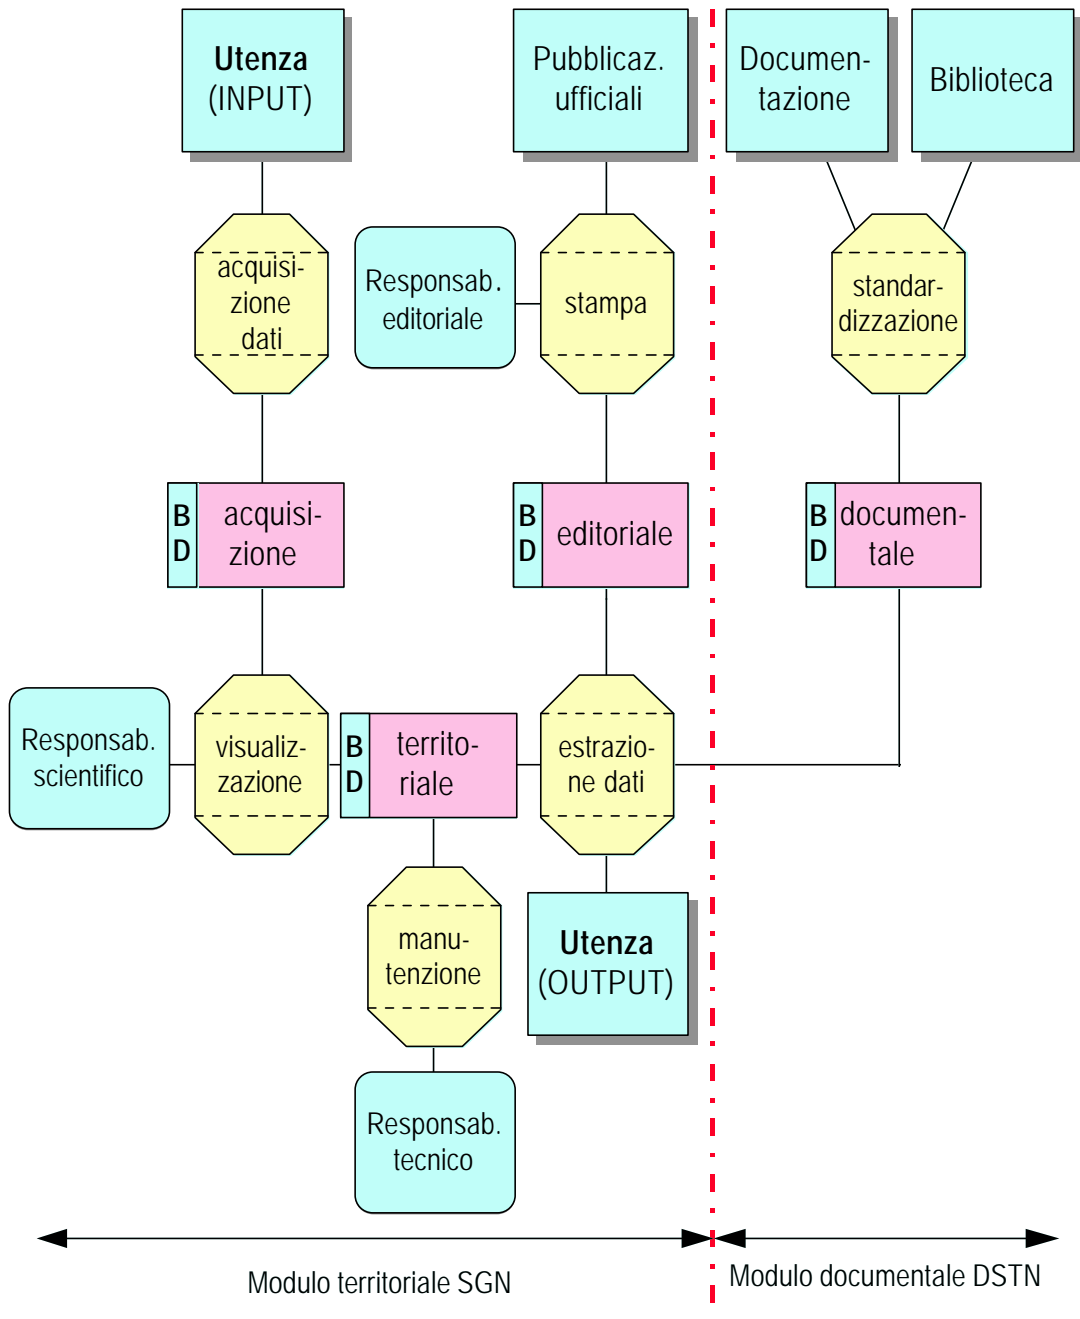 Utenza
(INPUT)
Pubblicaz.
ufficiali
Documen-
tazione
Biblioteca
acquisi-
zione
dati
Responsab.
editoriale
stampa
standar-
dizzazione
B
D
acquisi-
zione
B
D
editoriale
B
D
documen-
tale
Responsab.
scientifico
visualiz-
zazione
B
D
territo-
riale
estrazio-
ne dati
manu-
tenzione
Utenza
(OUTPUT)
Responsab.
tecnico
Modulo territoriale SGN
Modulo documentale DSTN